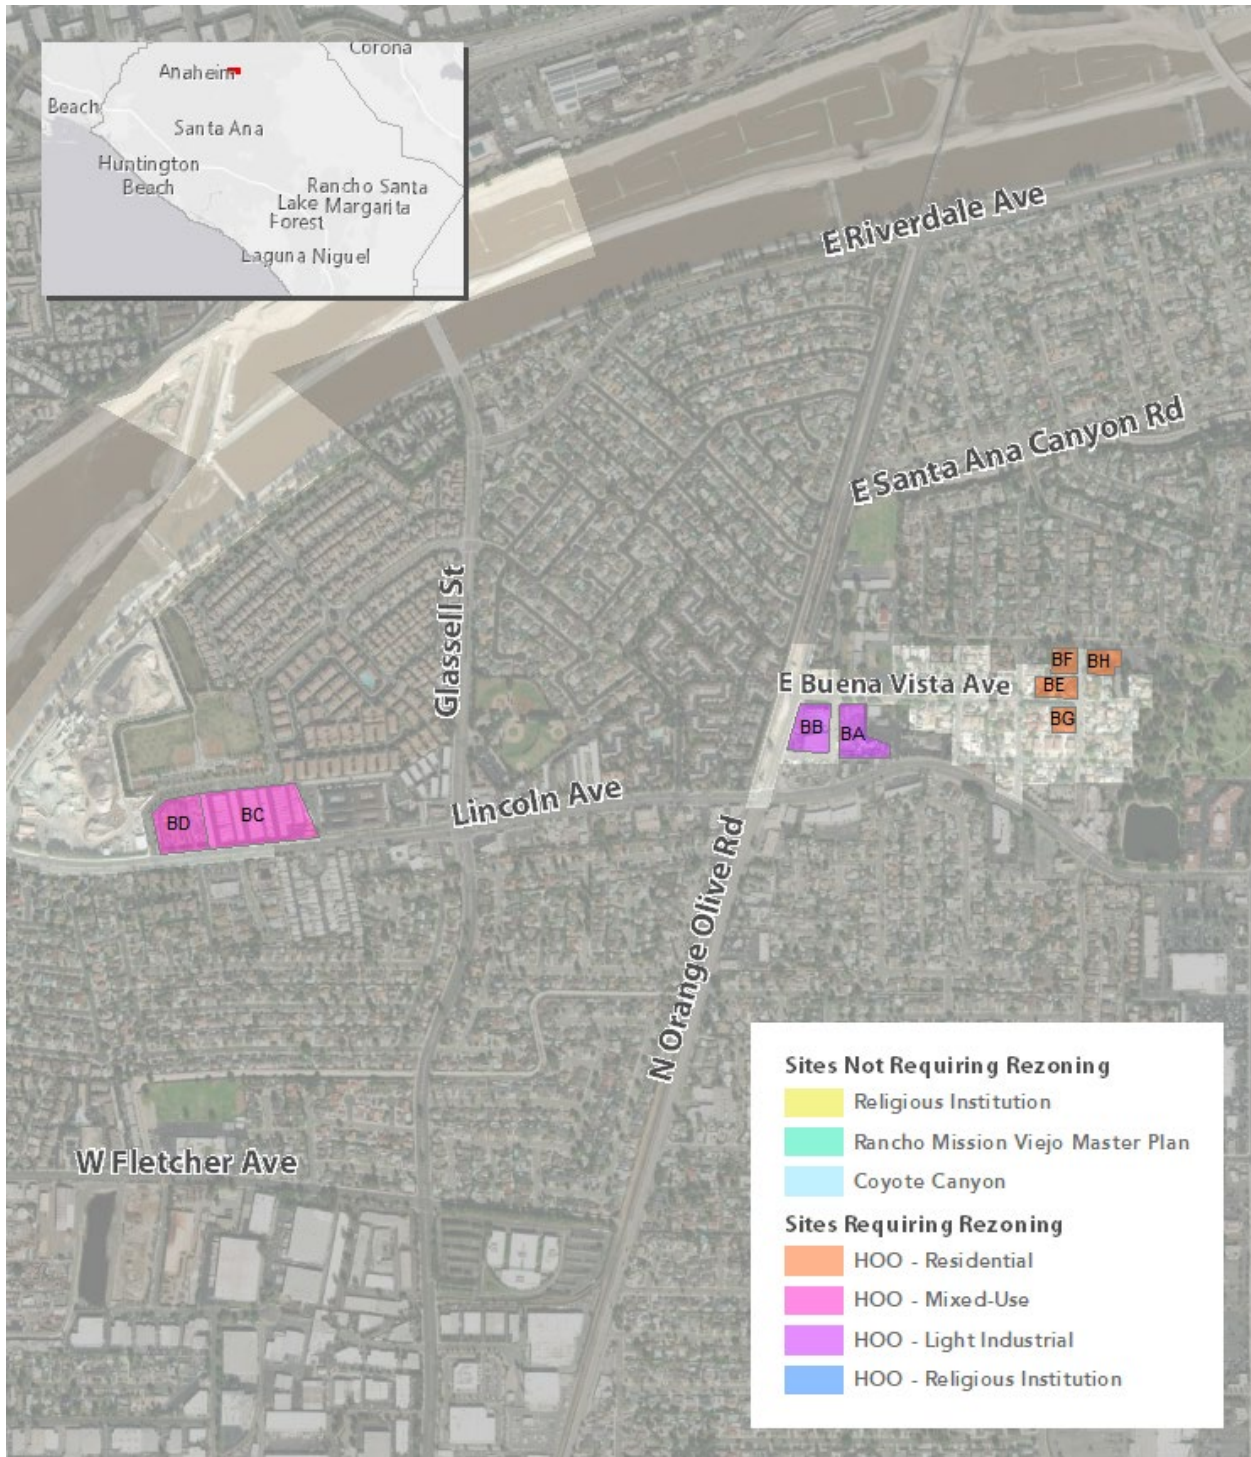 Corona
Anaheim
Beach
Santa Ana
Huntington
Beach
Rancho Santa
Lake Margarita
Forest
Laguna Niguel
E Riverdale Ave
E Santa Ana Canyon Rd
Glassell St
E Buena Vista Ave
BF
BH
BE
BG
BB
BA
BD
BC
Lincoln Ave
N Orange Olive Rd
W Fletcher Ave
Sites Not Requiring Rezoning
Religious Institution
Rancho Mission Viejo Master Plan
Coyote Canyon
Sites Requiring Rezoning
HOO - Residential
HOO - Mixed-Use
HOO - Light Industrial
HOO - Religious Institution